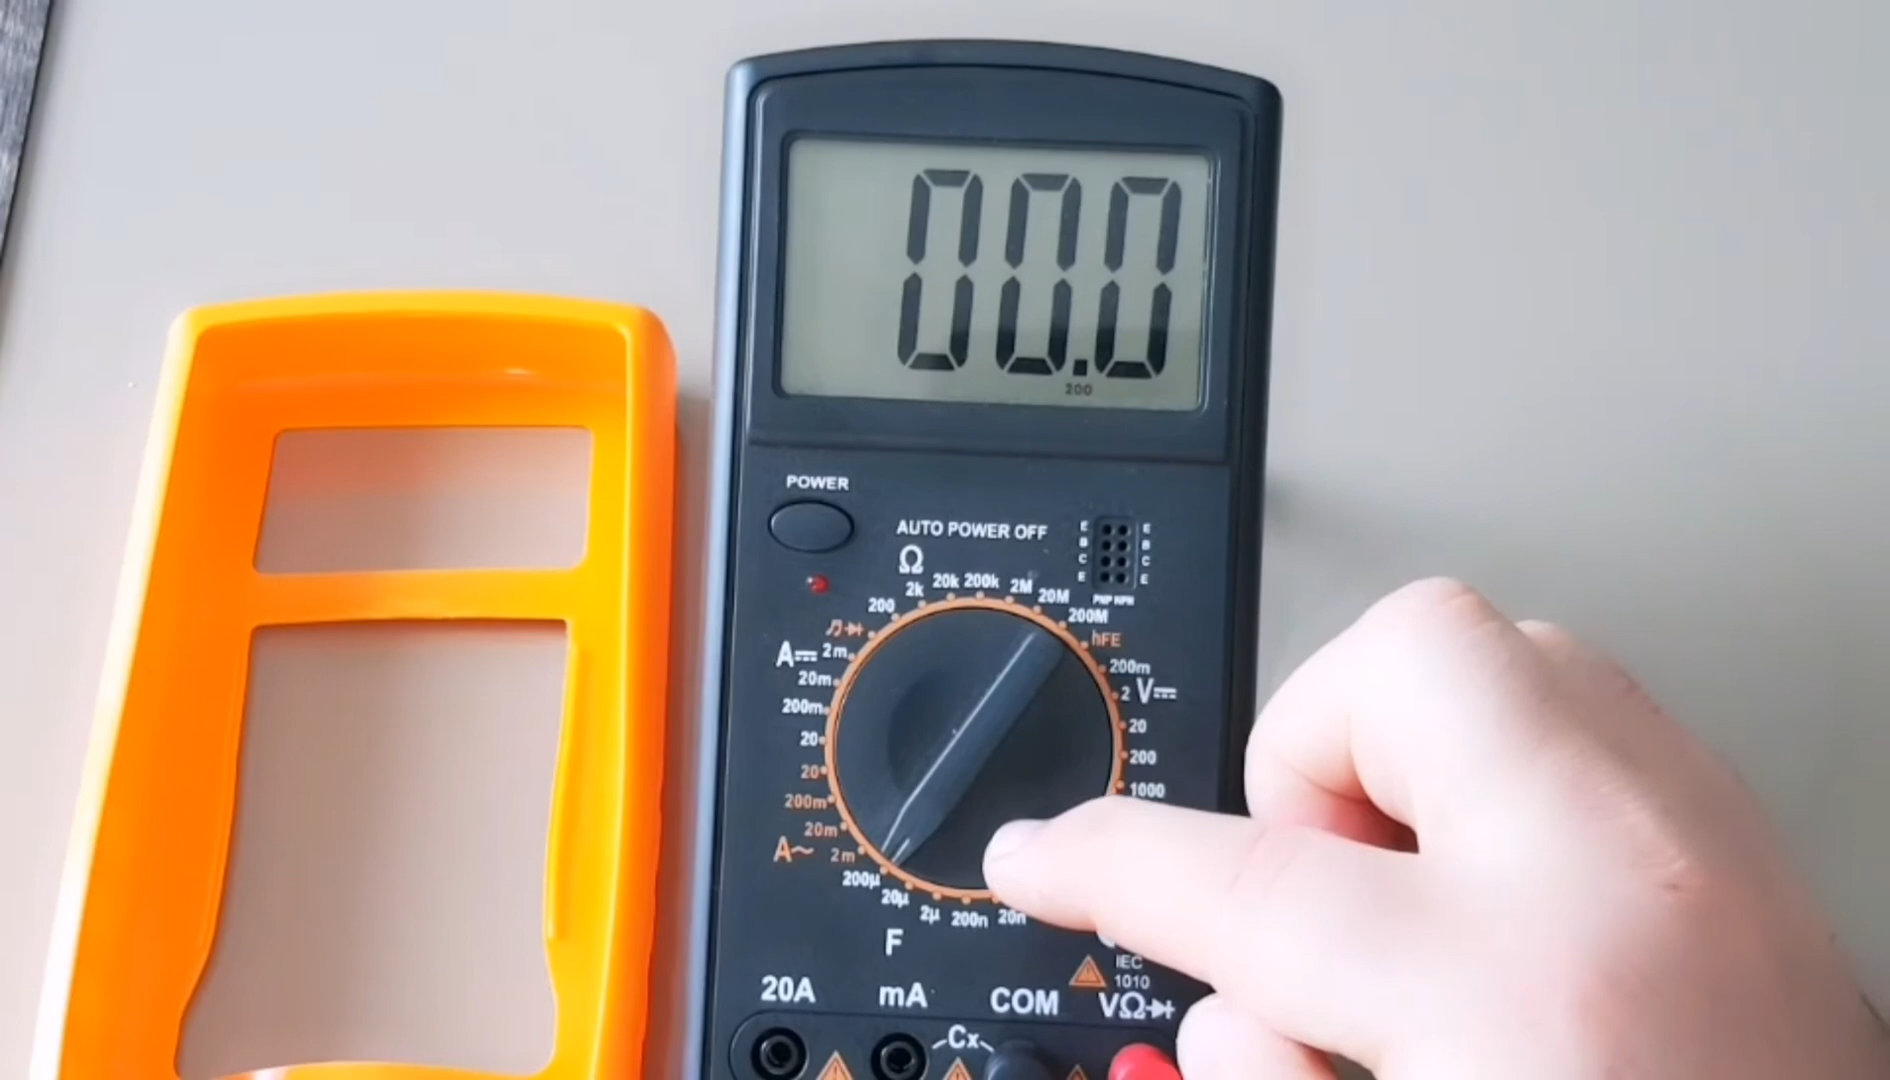 00.0
200
POWER
AUTO POWER OFF
E E
B B
C C
E E
PNP NPN
Ω
2k 20k 200k 2M 20M 200M
200 hFE
A 2m 200m
20m 2 V
200m 20
20 200
20 1000
200m
20m
A~ 2m
200µ
20µ 2µ 200n 20n
F
IEC
1010
20A mA COM VΩ
Cx